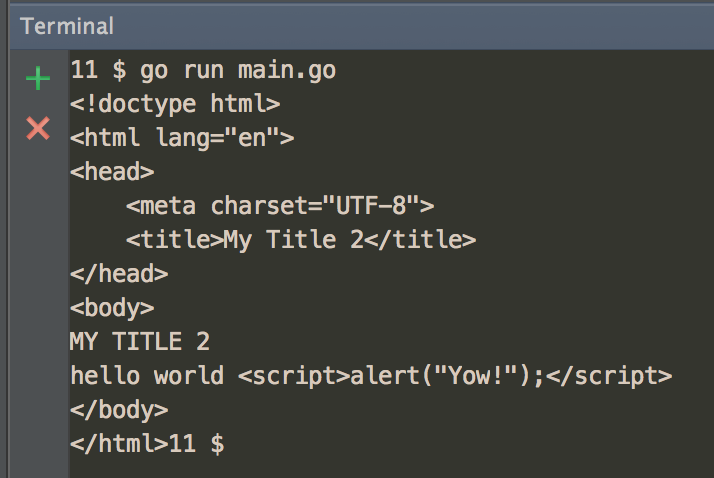 Terminal
11 $ go run main.go
<!doctype html>
<html lang="en">
<head>
    <meta charset="UTF-8">
    <title>My Title 2</title>
</head>
<body>
MY TITLE 2
hello world <script>alert("Yow!");</script>
</body>
</html>11 $